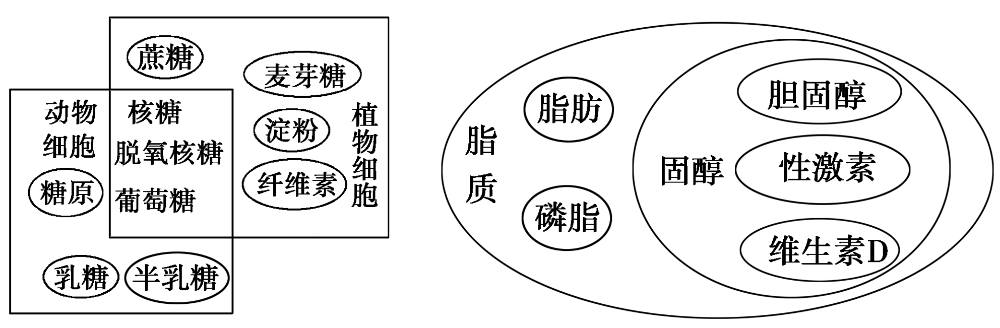 蔗糖
麦芽糖
动物
细胞
核糖
脱氧核糖
葡萄糖
淀粉
纤维素
植物细胞
糖原
乳糖
半乳糖
脂质
脂肪
磷脂
固醇
胆固醇
性激素
维生素D